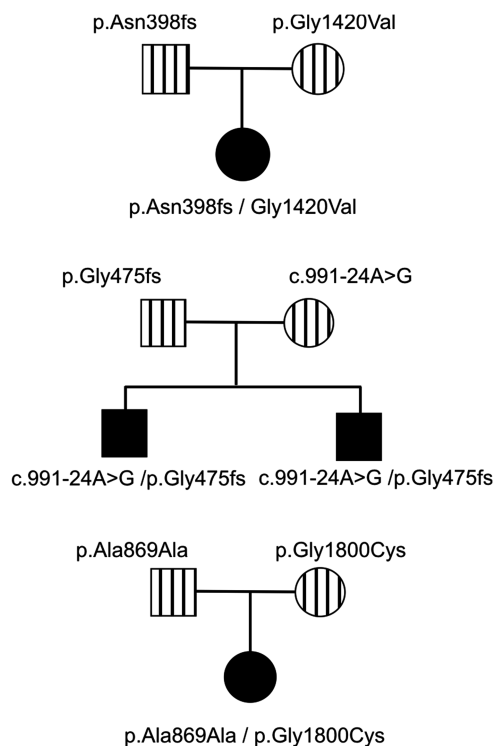 p.Asn398fs p.Gly1420Val
p.Asn398fs / Gly1420Val
p.Gly475fs c.991-24A>G
c.991-24A>G /p.Gly475fs c.991-24A>G /p.Gly475fs
p.Ala869Ala p.Gly1800Cys
p.Ala869Ala / p.Gly1800Cys